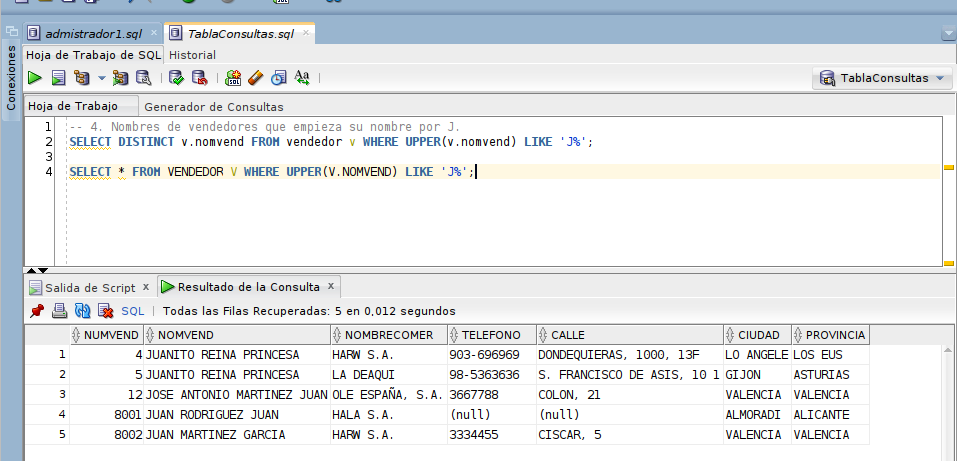 admistrador1.sql x TablaConsultas.sql x
Conexiones
Hoja de Trabajo de SQL Historial
TablaConsultas
Hoja de Trabajo Generador de Consultas
1 -- 4. Nombres de vendedores que empieza su nombre por J.
2 SELECT DISTINCT v.nomvend FROM vendedor v WHERE UPPER(v.nomvend) LIKE 'J%';
3
4 SELECT * FROM VENDEDOR V WHERE UPPER(V.NOMVEND) LIKE 'J%';
Salida de Script x Resultado de la Consulta x
SQL | Todas las Filas Recuperadas: 5 en 0,012 segundos
NUMVEND NOMVEND NOMBRECOMER TELEFONO CALLE CIUDAD PROVINCIA
1 4 JUANITO REINA PRINCESA HARW S.A. 903-696969 DONDEQUIERAS, 1000, 13F LO ANGELE LOS EUS
2 5 JUANITO REINA PRINCESA LA DEAQUI 98-5363636 S. FRANCISCO DE ASIS, 10 1 GIJON ASTURIAS
3 12 JOSE ANTONIO MARTINEZ JUAN OLE ESPAÑA, S.A. 3667788 COLON, 21 VALENCIA VALENCIA
4 8001 JUAN RODRIGUEZ JUAN HALA S.A. (null) (null) ALMORADI ALICANTE
5 8002 JUAN MARTINEZ GARCIA HARW S.A. 3334455 CISCAR, 5 VALENCIA VALENCIA